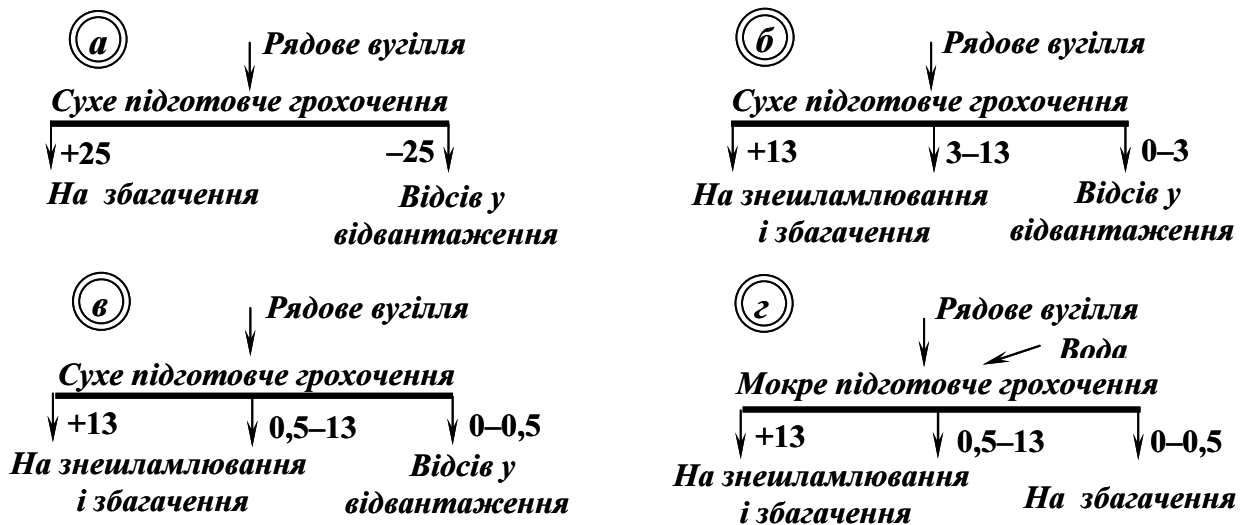 а
Рядове вугілля
Сухе підготовче грохочення
+25
–25
На збагачення
Відсів у
відвантаження
б
Рядове вугілля
Сухе підготовче грохочення
+13
3–13
0–3
На знешламлювання
і збагачення
Відсів у
відвантаження
в
Рядове вугілля
Сухе підготовче грохочення
+13
0,5–13
0–0,5
На знешламлювання
і збагачення
Відсів у
відвантаження
г
Рядове вугілля
Вода
Мокре підготовче грохочення
+13
0,5–13
0–0,5
На знешламлювання
і збагачення
На збагачення